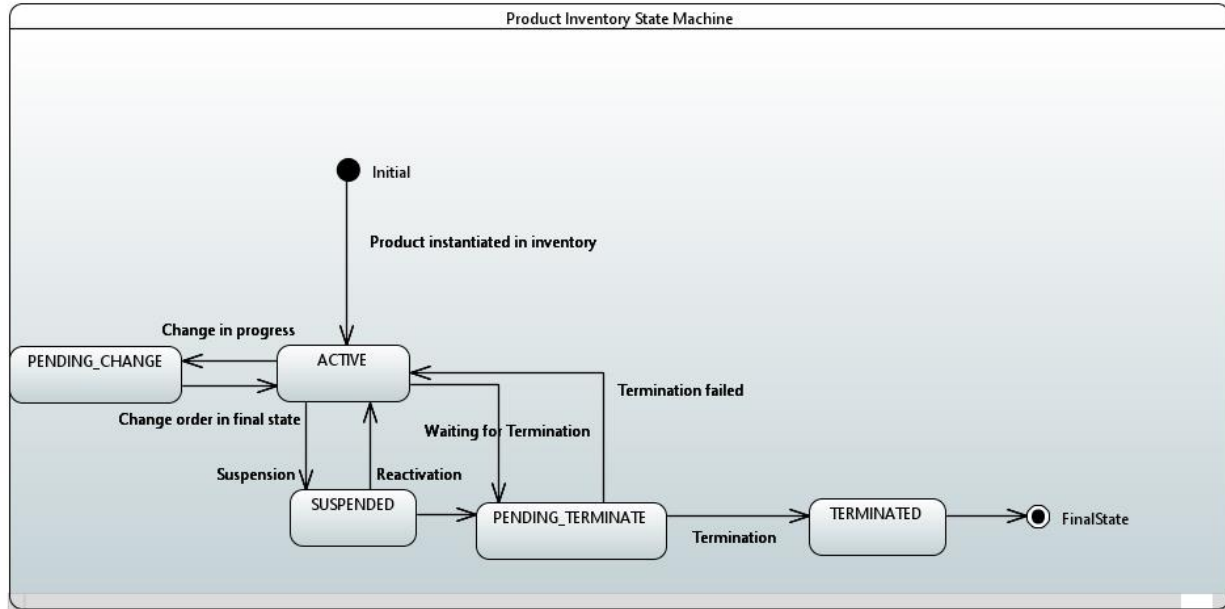 Product Inventory State Machine
Initial
Product instantiated in inventory
Change in progress
PENDING_CHANGE
ACTIVE
Termination failed
Change order in final state
Waiting for Termination
Suspension
Reactivation
SUSPENDED
PENDING_TERMINATE
TERMINATED
FinalState
Termination